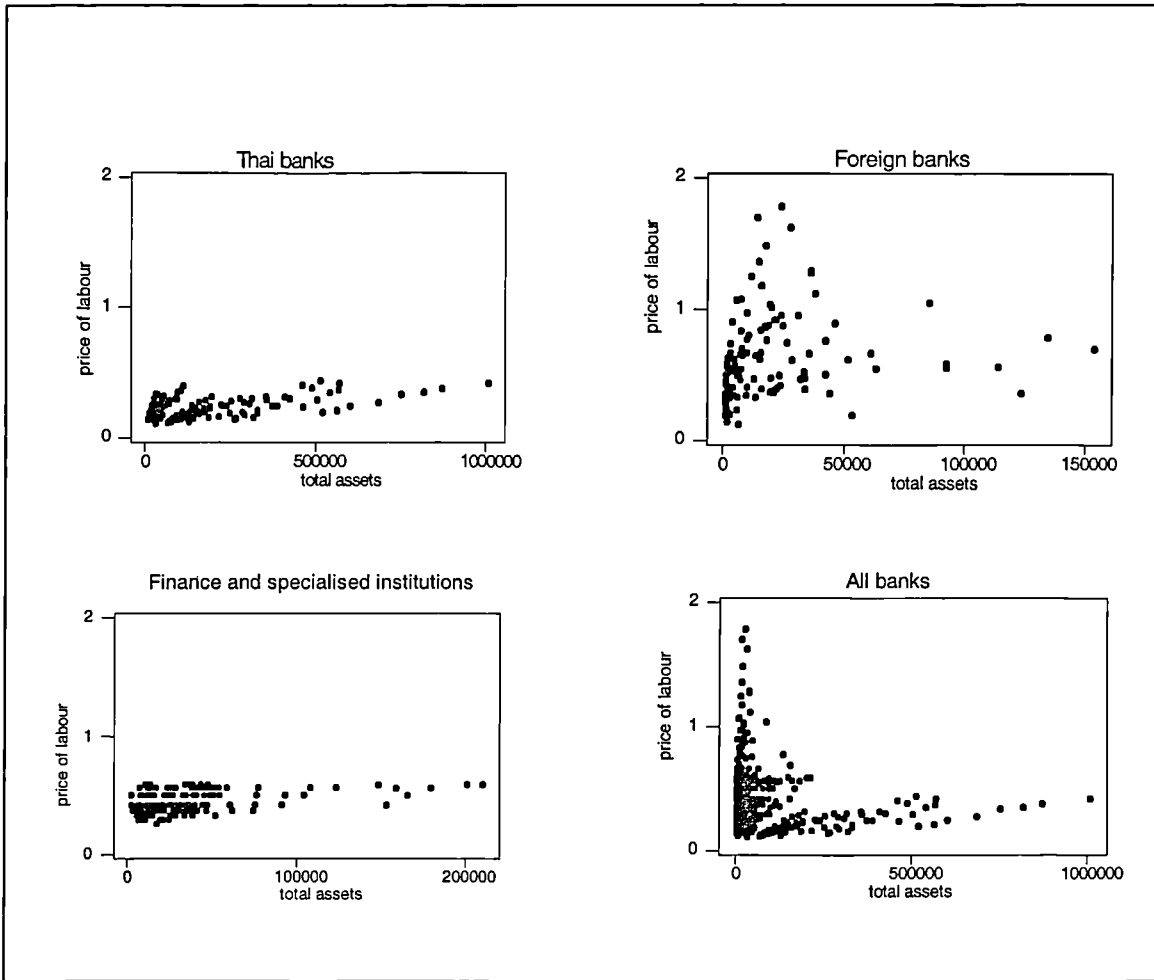 Thai banks
2
1
0
price of labour
0 500000 1000000
total assets
Foreign banks
2
1
0
price of labour
0 50000 100000 150000
total assets
Finance and specialised institutions
2
1
0
price of labour
0 100000 200000
total assets
All banks
2
1
0
price of labour
0 500000 1000000
total assets